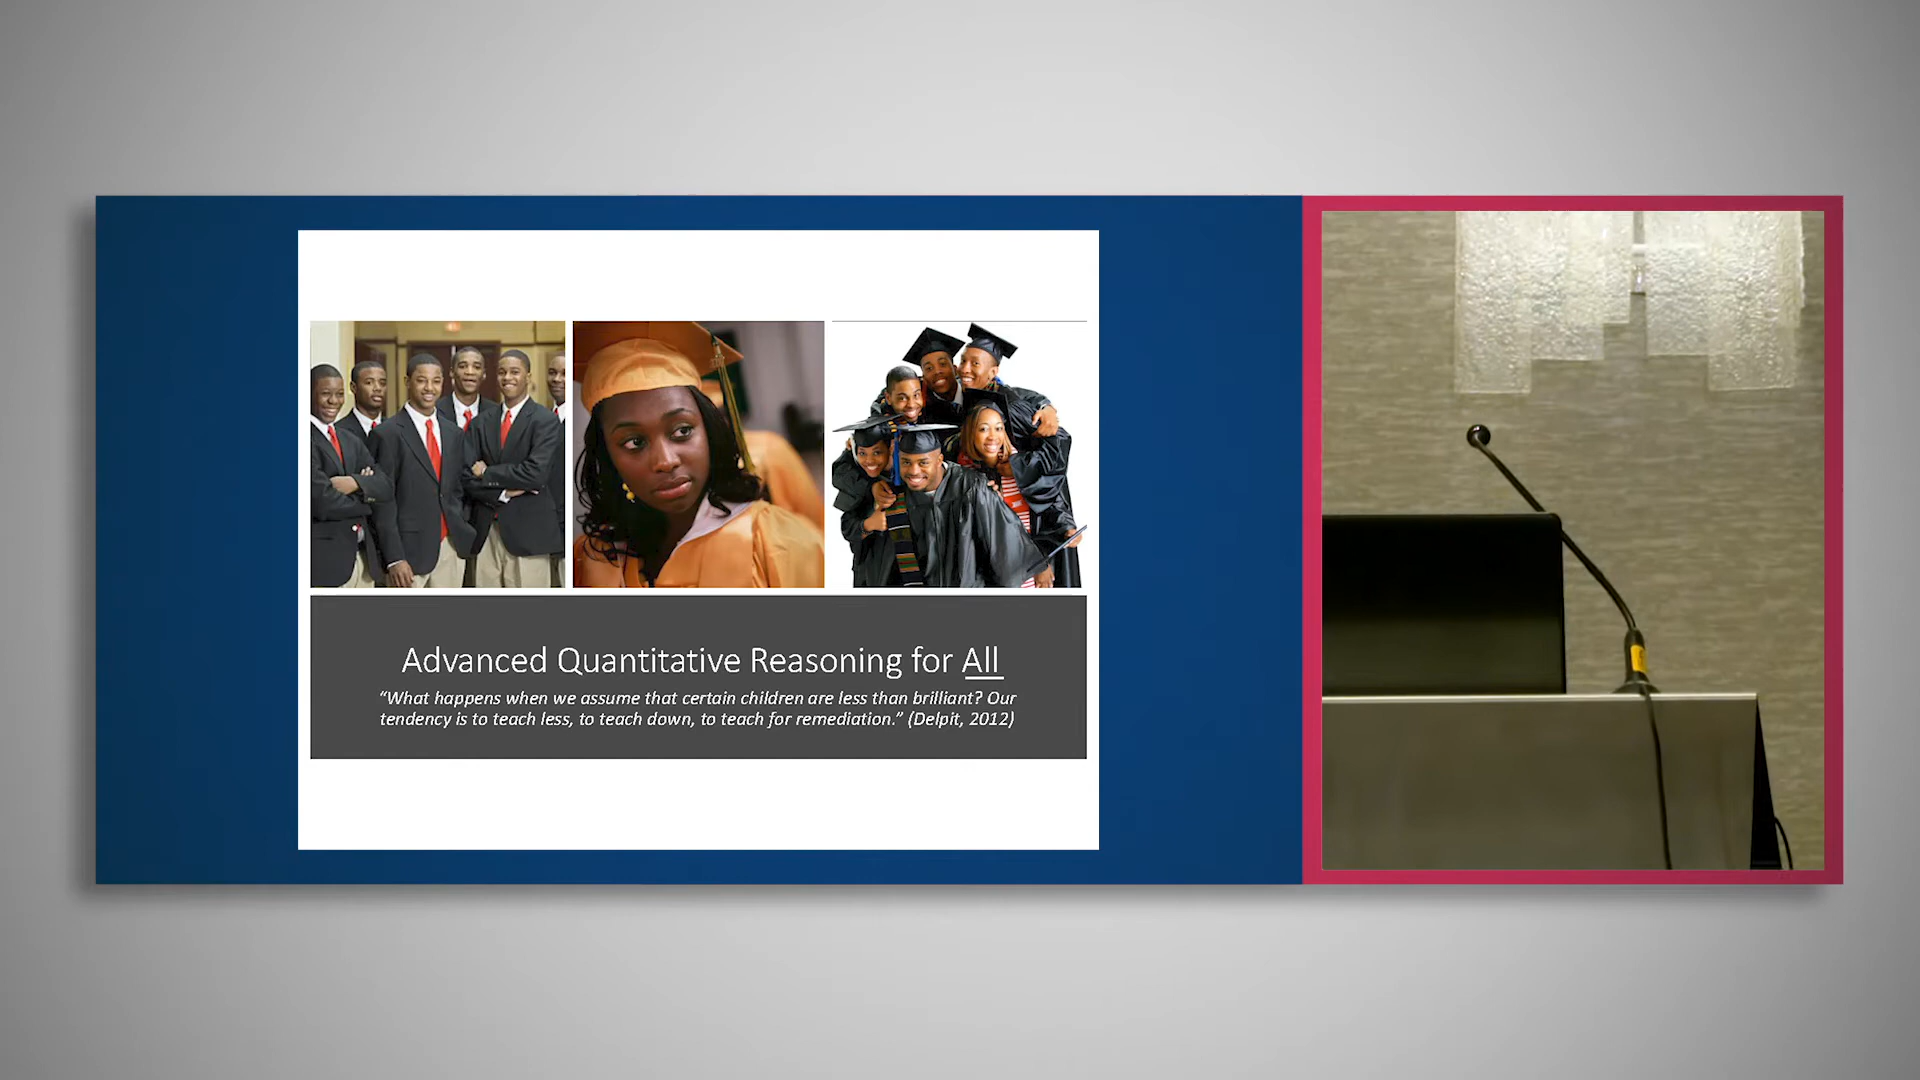 Advanced Quantitative Reasoning for All
“What happens when we assume that certain children are less than brilliant? Our
tendency is to teach less, to teach down, to teach for remediation.” (Delpit, 2012)